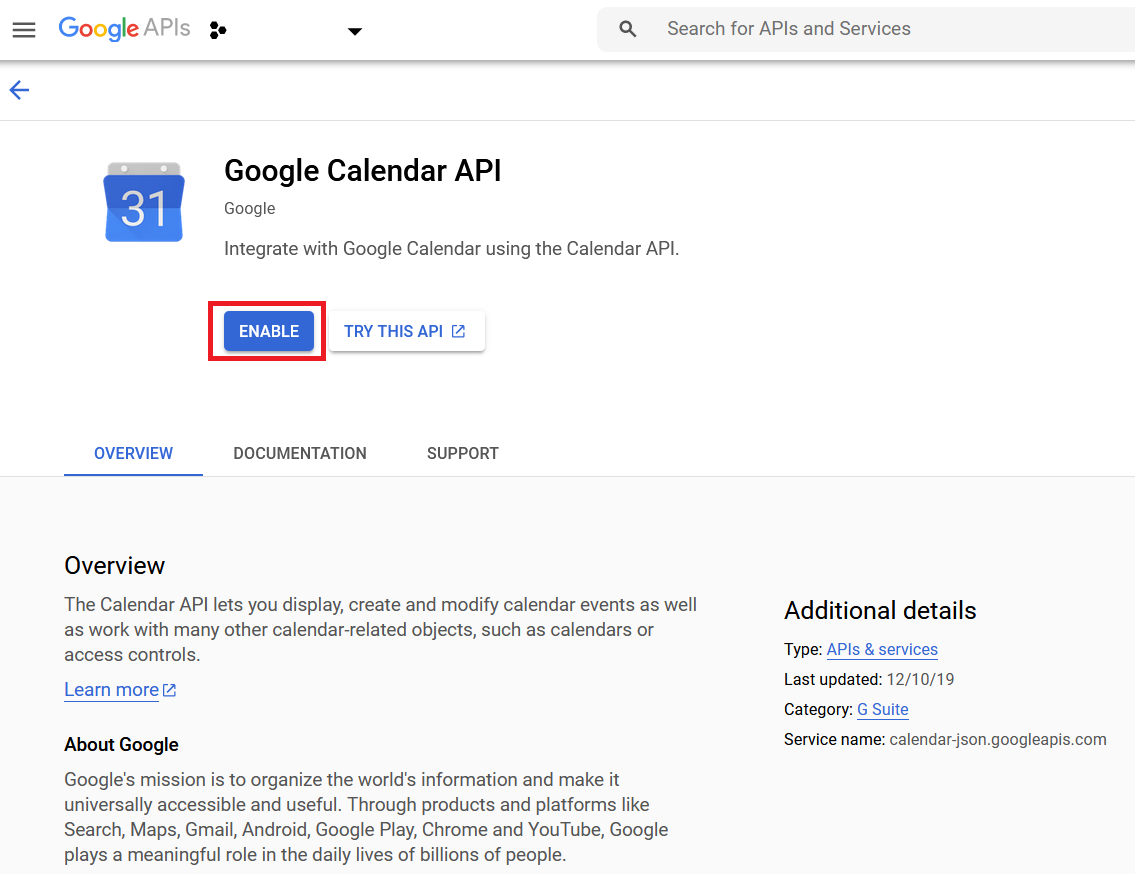 Google APIs
Search for APIs and Services
31
Google Calendar API
Google
Integrate with Google Calendar using the Calendar API.
ENABLE TRY THIS API
OVERVIEW DOCUMENTATION SUPPORT
Overview
The Calendar API lets you display, create and modify calendar events as well
as work with many other calendar-related objects, such as calendars or
access controls.
Learn more
About Google
Google's mission is to organize the world's information and make it
universally accessible and useful. Through products and platforms like
Search, Maps, Gmail, Android, Google Play, Chrome and YouTube, Google
plays a meaningful role in the daily lives of billions of people.
Additional details
Type: APIs & services
Last updated: 12/10/19
Category: G Suite
Service name: calendar-json.googleapis.com